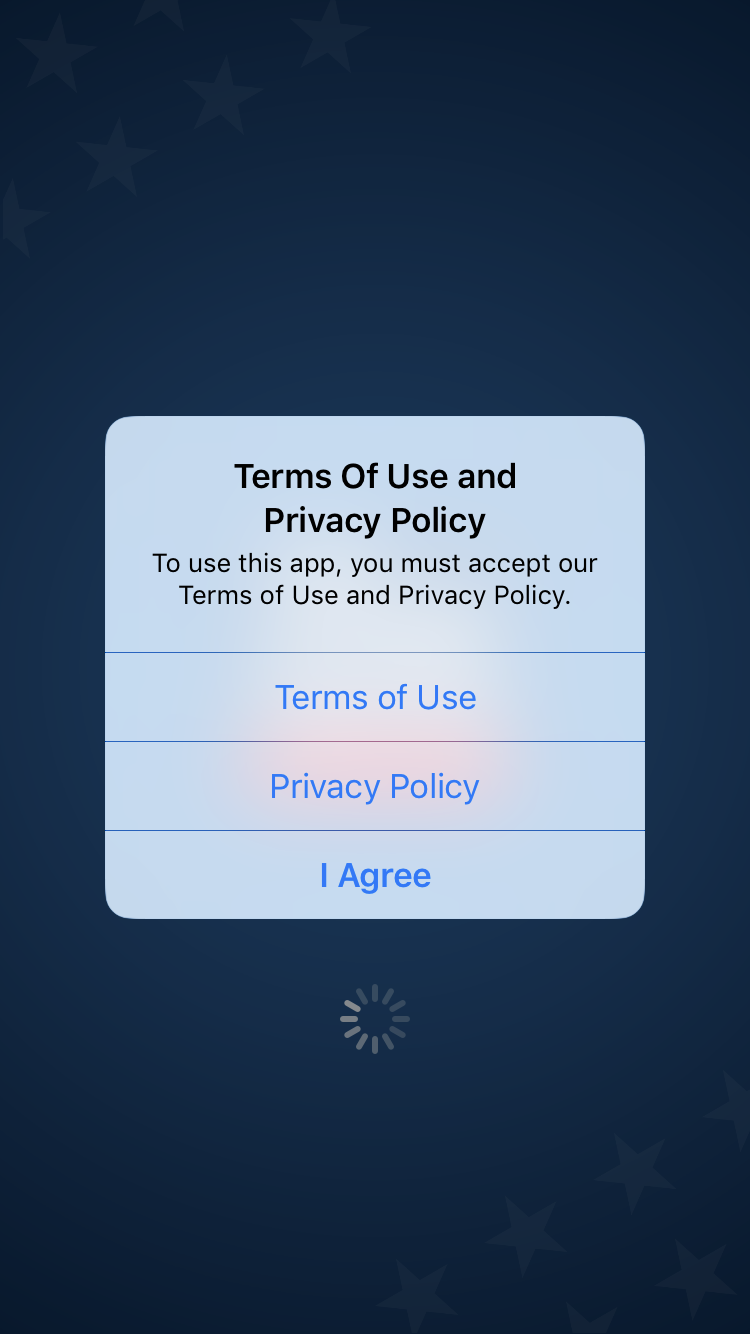 Terms Of Use and
Privacy Policy
To use this app, you must accept our
Terms of Use and Privacy Policy.
Terms of Use
Privacy Policy
I Agree